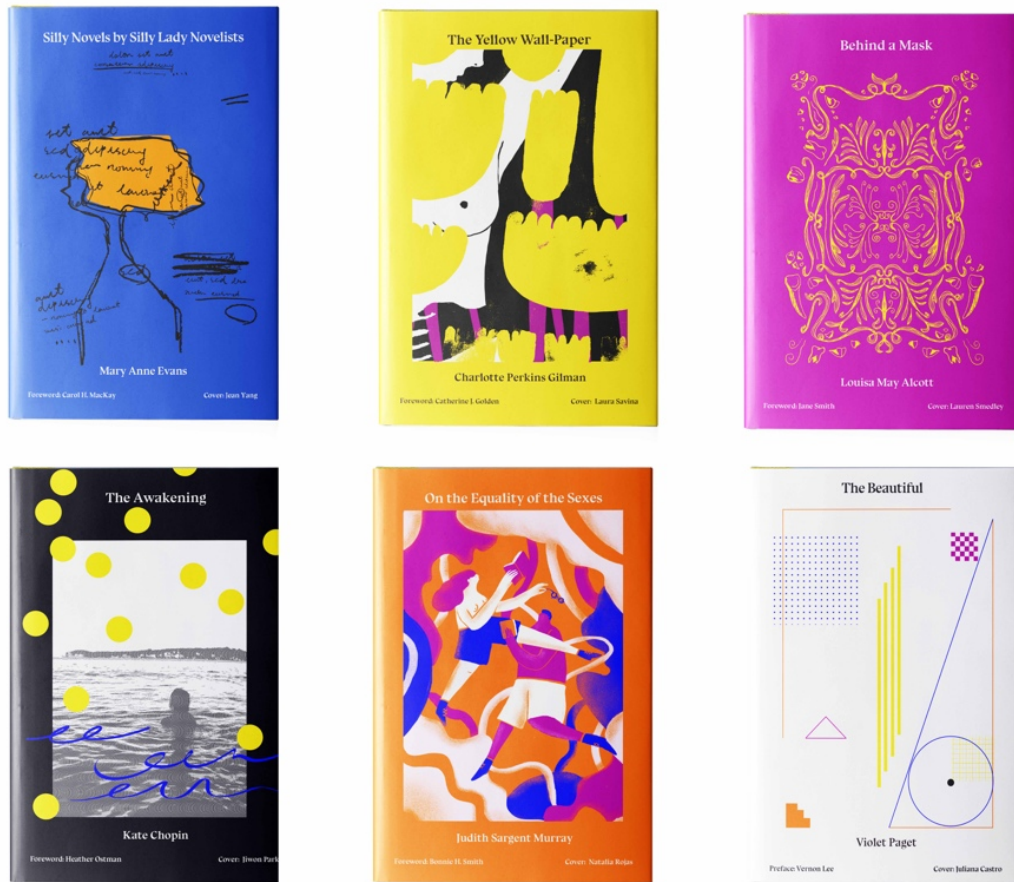 Silly Novels by Silly Lady Novelists
Mary Anne Evans
Foreword: Carol H. MacKay
Cover: Jean Yang
The Yellow Wall-Paper
Charlotte Perkins Gilman
Foreword: Catherine J. Golden
Cover: Laura Savina
Behind a Mask
Louisa May Alcott
Foreword: Jane Smith
Cover: Lauren Smedley
The Awakening
Kate Chopin
Foreword: Heather Ostman
Cover: Jiwon Park
On the Equality of the Sexes
Judith Sargent Murray
Foreword: Bonnie H. Smith
Cover: Natalia Rojas
The Beautiful
Violet Paget
Preface: Vernon Lee
Cover: Juliana Castro